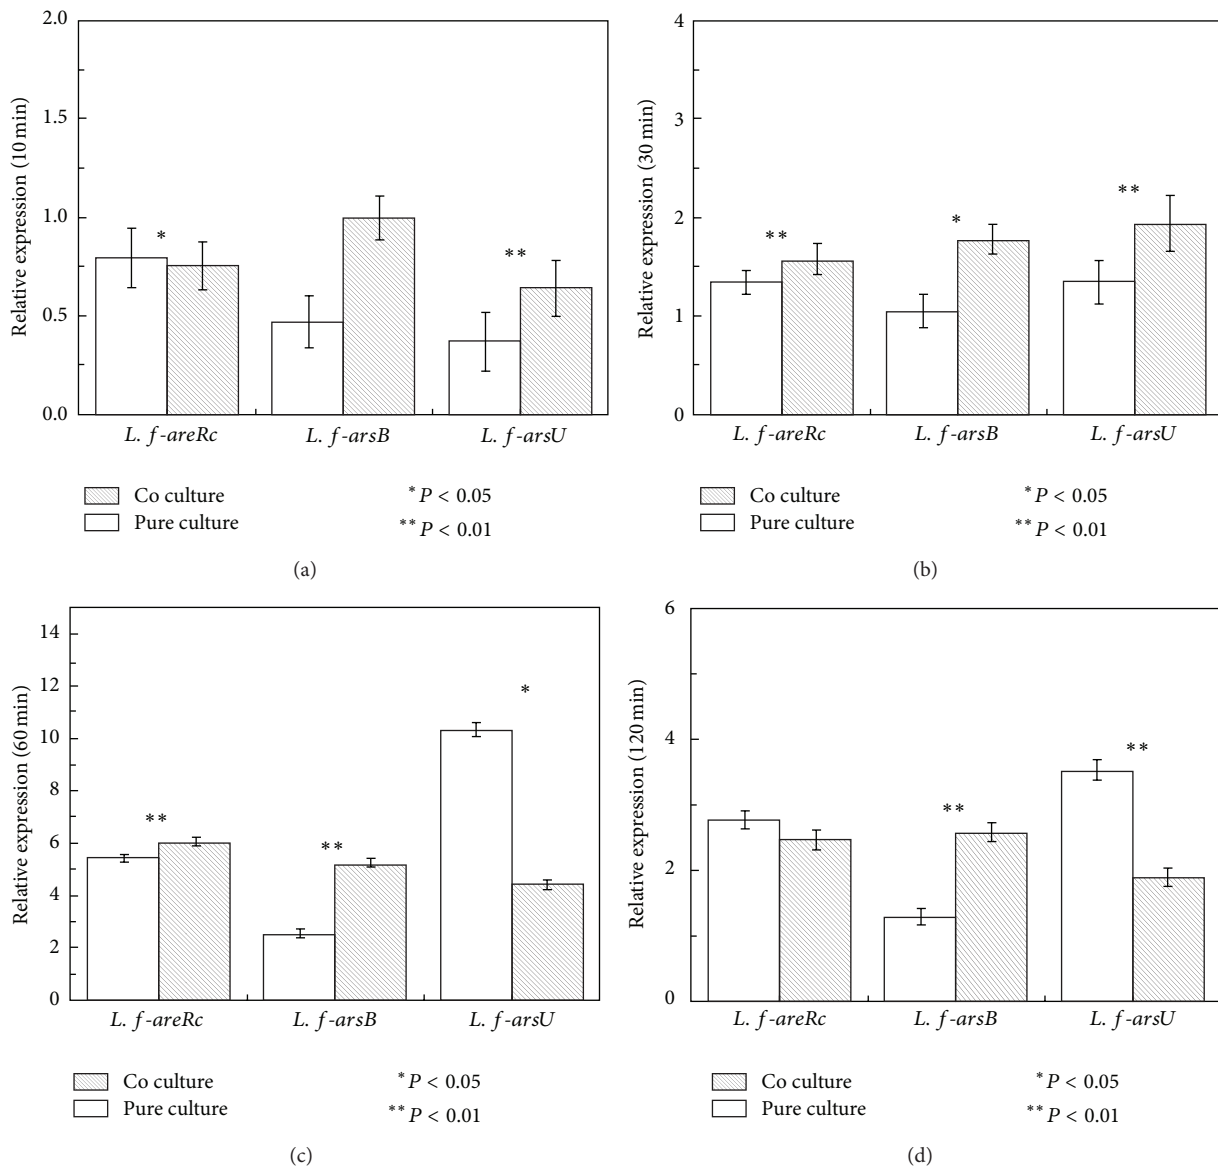 Relative expression (10 min)
2.0
1.5
1.0
0.5
0.0
*
**
L. f-areRc L. f-arsB L. f-arsU
Co culture
Pure culture
* P < 0.05
** P < 0.01
(a)
Relative expression (30 min)
4
3
2
1
0
**
*
**
L. f-areRc L. f-arsB L. f-arsU
Co culture
Pure culture
* P < 0.05
** P < 0.01
(b)
Relative expression (60 min)
14
12
10
8
6
4
2
0
**
**
*
L. f-areRc L. f-arsB L. f-arsU
Co culture
Pure culture
* P < 0.05
** P < 0.01
(c)
Relative expression (120 min)
6
4
2
0
**
**
L. f-areRc L. f-arsB L. f-arsU
Co culture
Pure culture
* P < 0.05
** P < 0.01
(d)